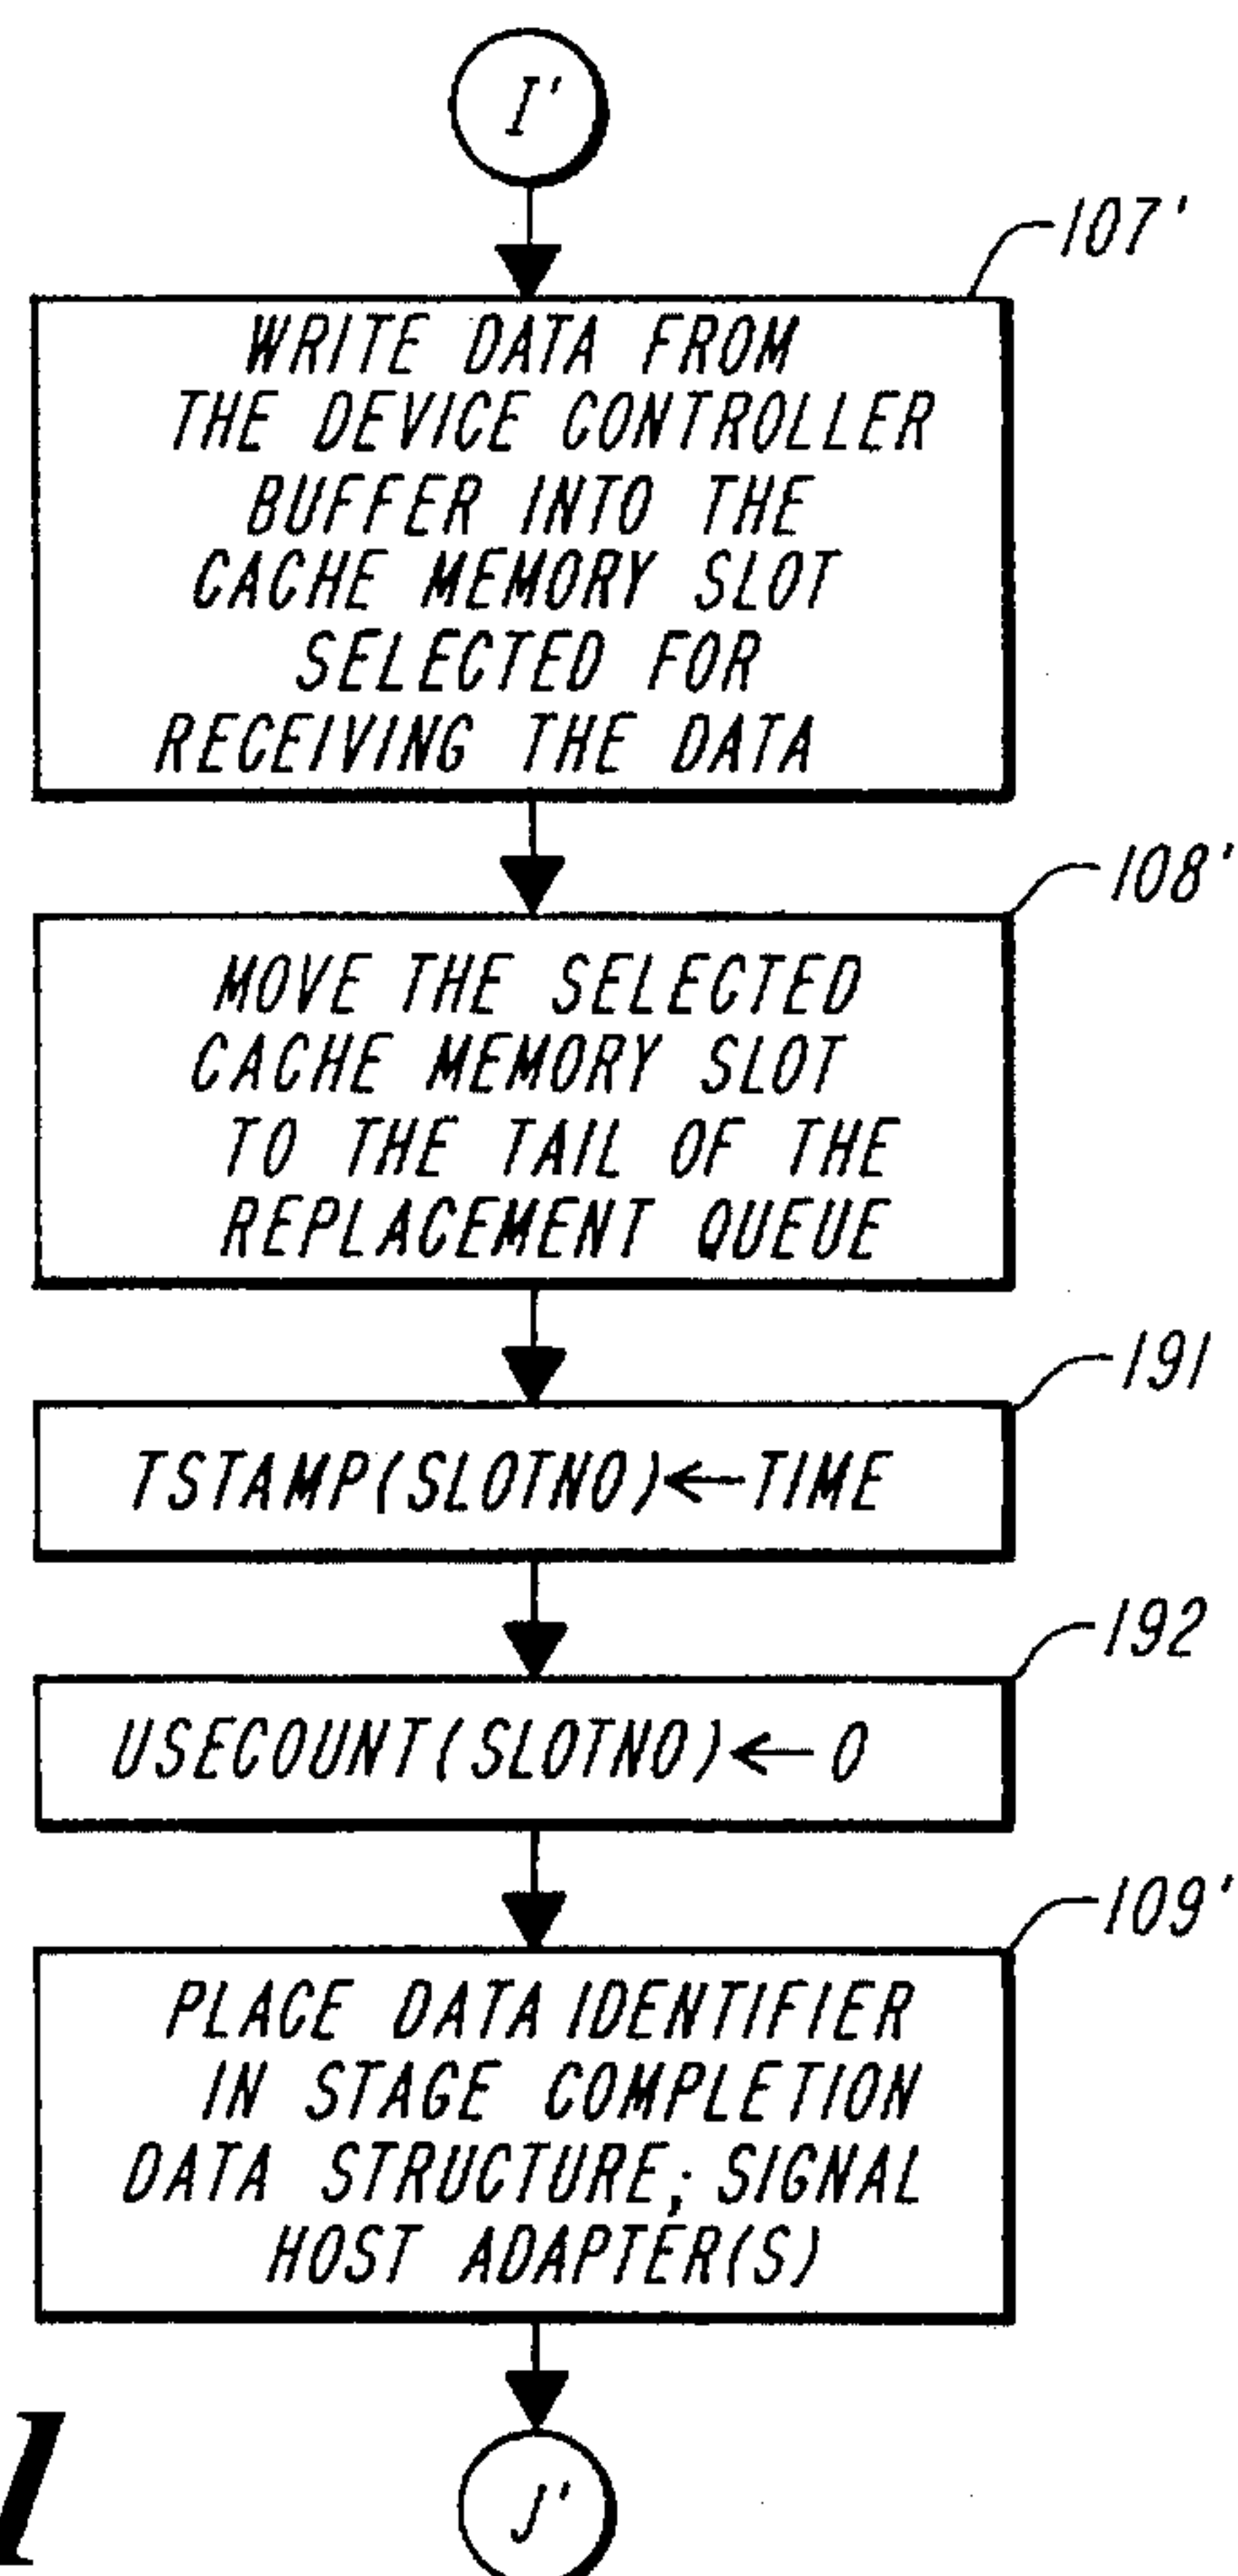 I'
107'
WRITE DATA FROM
THE DEVICE CONTROLLER
BUFFER INTO THE
CACHE MEMORY SLOT
SELECTED FOR
RECEIVING THE DATA
108'
MOVE THE SELECTED
CACHE MEMORY SLOT
TO THE TAIL OF THE
REPLACEMENT QUEUE
191
TSTAMP(SLOTNO)←TIME
192
USECOUNT(SLOTNO)←0
109'
PLACE DATA IDENTIFIER
IN STAGE COMPLETION
DATA STRUCTURE; SIGNAL
HOST ADAPTER(S)
J'